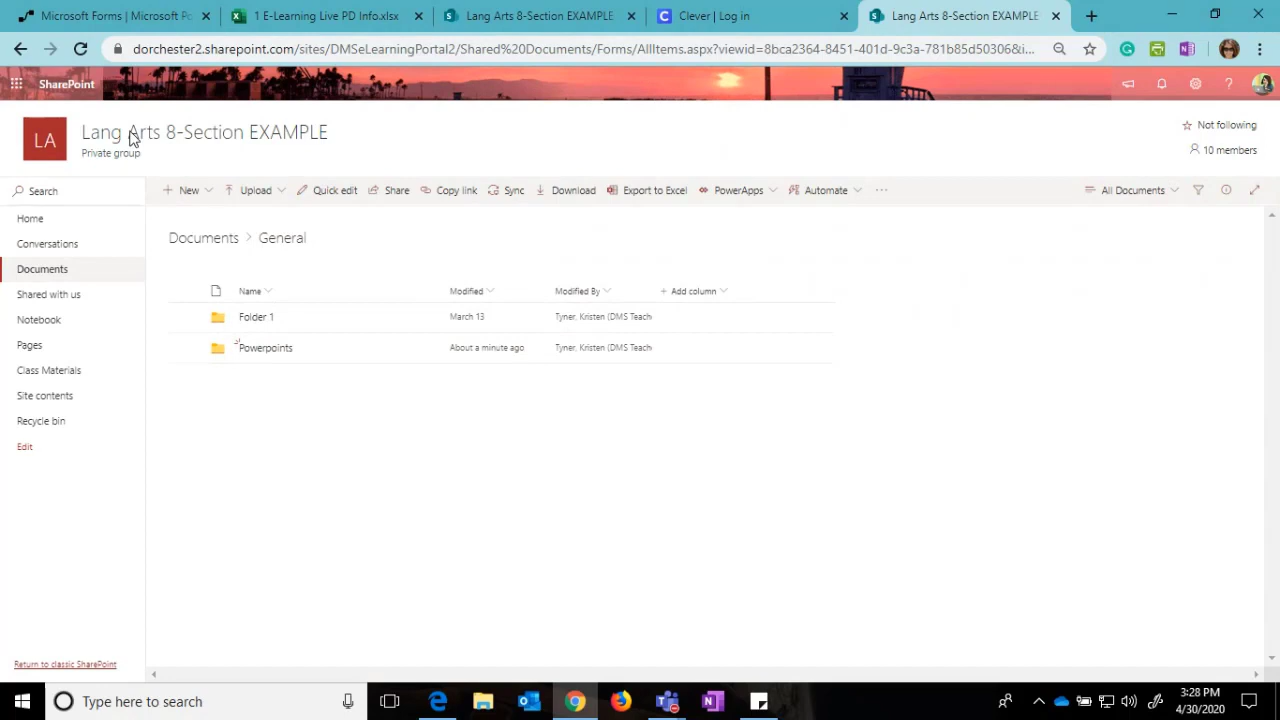 Microsoft Forms | Microsoft Po
1 E-Learning Live PD Info.xlsx
Lang Arts 8-Section EXAMPLE
Clever | Log in
Lang Arts 8-Section EXAMPLE
dorchester2.sharepoint.com/sites/DMSeLearningPortal2/Shared%20Documents/Forms/AllItems.aspx?viewid=8bca2364-8451-401d-9c3a-781b85d50306&i...
SharePoint
?
LA
Lang Arts 8-Section EXAMPLE
Private group
Not following
10 members
Search
New
Upload
Quick edit
Share
Copy link
Sync
Download
Export to Excel
PowerApps
Automate
...
All Documents
Home
Conversations
Documents
Shared with us
Notebook
Pages
Class Materials
Site contents
Recycle bin
Edit
Return to classic SharePoint
Documents > General
Name
Modified
Modified By
+ Add column
Folder 1
March 13
Tyner, Kristen (DMS Teach
Powerpoints
About a minute ago
Tyner, Kristen (DMS Teach
Type here to search
3:28 PM
4/30/2020